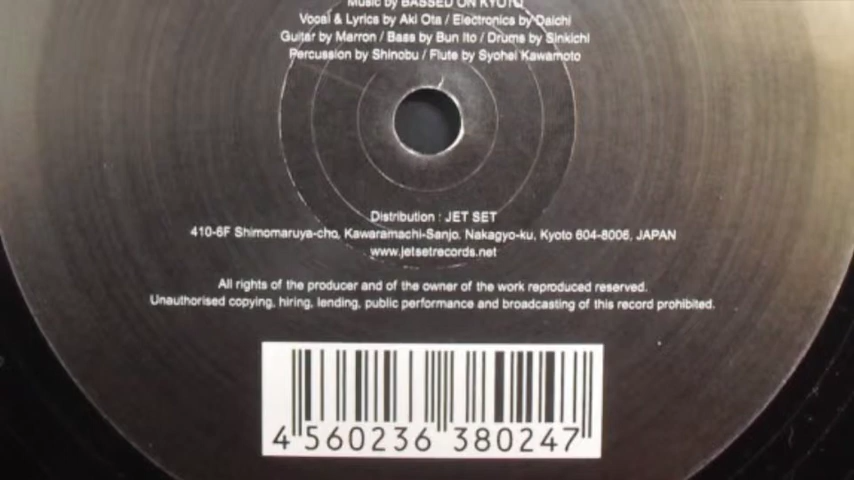 Music by BASSED ON KYOTO
Vocal & Lyrics by Aki Ota / Electronics by Daichi
Guitar by Marron / Bass by Bun Ito / Drums by Sinkichi
Percussion by Shinobu / Flute by Syohei Kawamoto
Distribution : JET SET
410-6F Shimomaruya-cho, Kawaramachi-Sanjo, Nakagyo-ku, Kyoto 604-8006, JAPAN
www.jetsetrecords.net
All rights of the producer and of the owner of the work reproduced reserved.
Unauthorised copying, hiring, lending, public performance and broadcasting of this record prohibited.
4 560236 380247